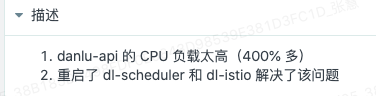 描述
1. danlu-api 的 CPU 负载太高（400% 多）
2. 重启了 dl-scheduler 和 dl-istio 解决了该问题